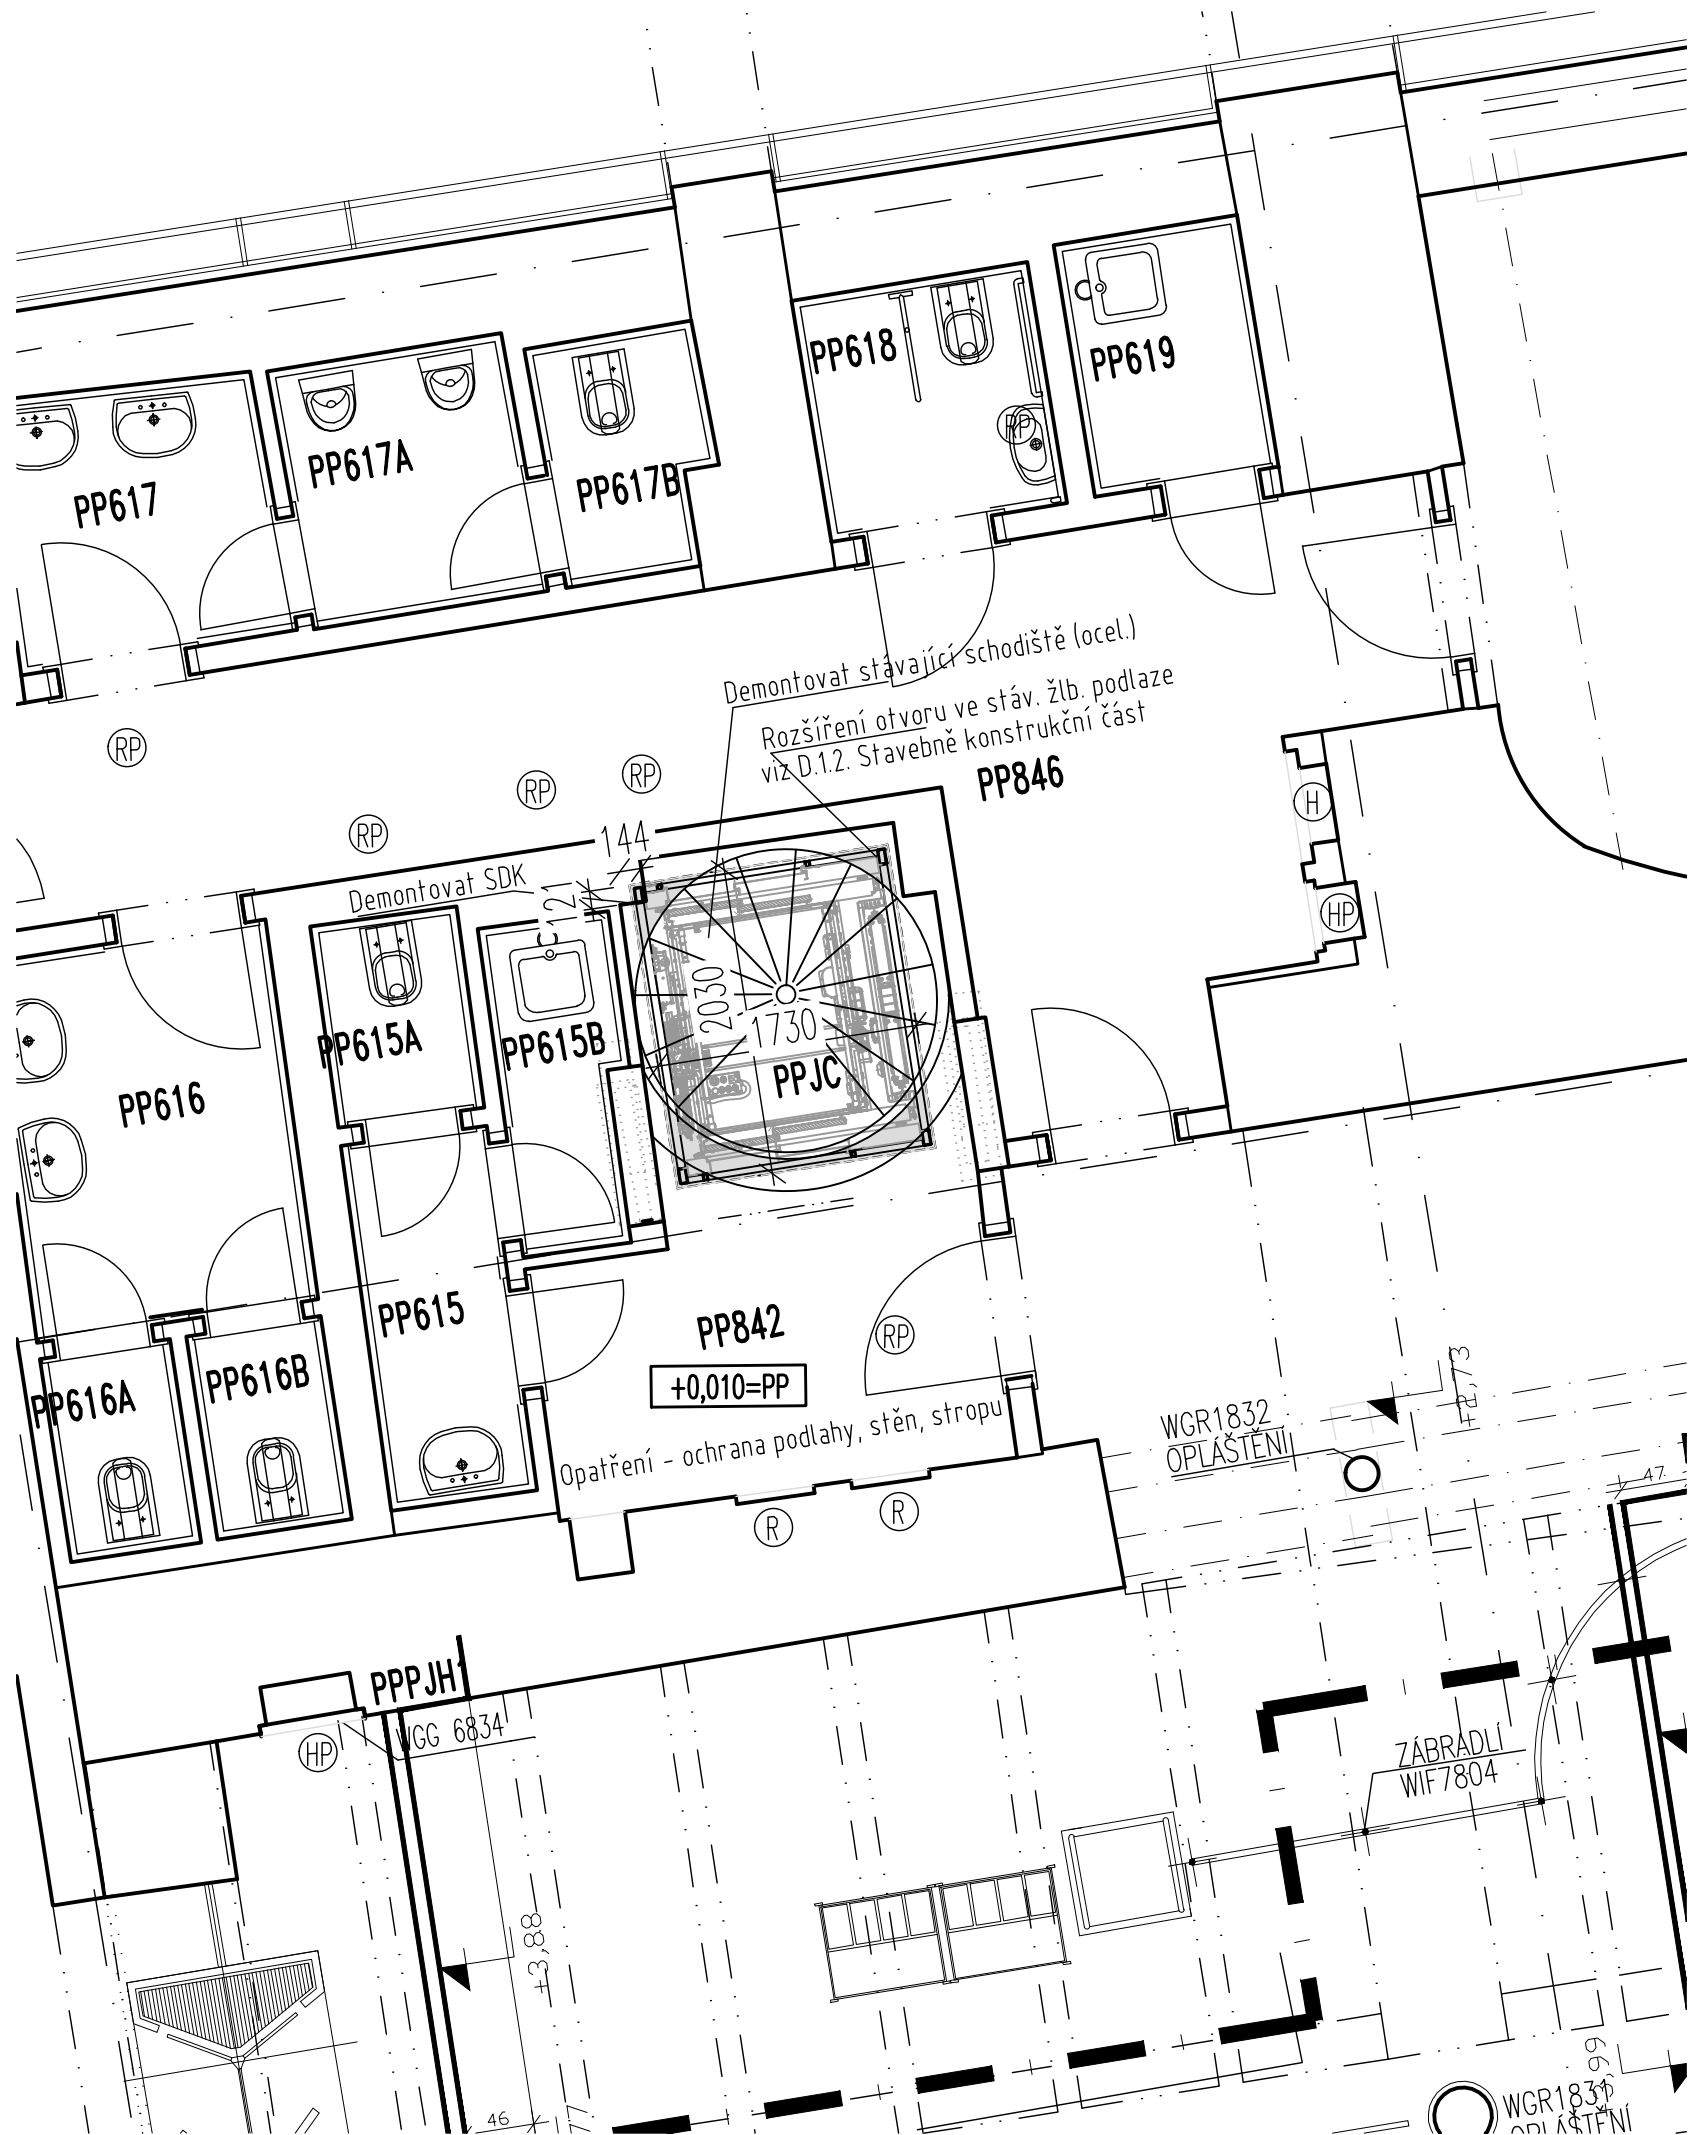 PP618
PP619
RP
PP617A
PP617
PP617B
Demontovat stávající schodiště (ocel.)
Rozšíření otvoru ve stáv. žlb. podlaze
viz D.1.2. Stavebně konstrukční část
PP846
RP
RP
RP
RP
H
HP
144
Demontovat SDK
121
2030
1730
PPJC
PP615A
PP615B
PP616
PP615
PP842
RP
+0,010=PP
PP616A
PP616B
Opatření - ochrana podlahy, stěn, stropu
R
R
WGR1832
OPLÁŠTĚNÍ
47
PPPJH1
WGG 6834
HP
ZÁBRADLÍ
WIF7804
+3,88
46
77
WGR1831
OPLÁŠTĚNÍ